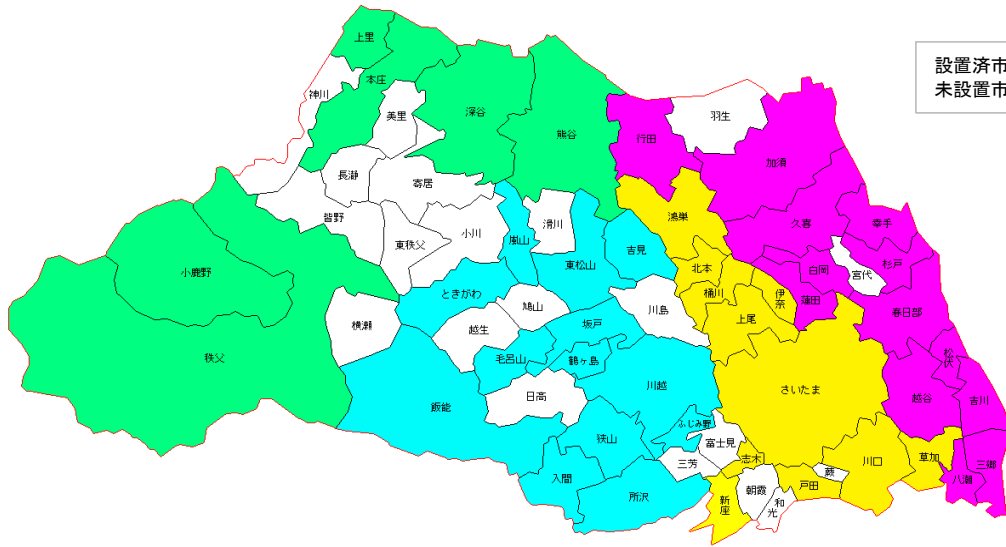 設置済市
未設置市
上里
本庄
神川
美里
深谷
熊谷
行田
羽生
加須
長瀞
寄居
皆野
小川
東秩父
嵐山
滑川
東松山
吉見
鴻巣
久喜
幸手
小鹿野
ときがわ
北本
桶川
伊奈
白岡
蓮田
宮代
杉戸
横瀬
越生
鳩山
川島
上尾
春日部
秩父
坂戸
毛呂山
鶴ヶ島
松伏
さいたま
飯能
日高
川越
越谷
吉川
ふじみ野
狭山
富士見
三芳
志木
川口
草加
三郷
八潮
入間
所沢
新座
朝霞
和光
戸田
蕨